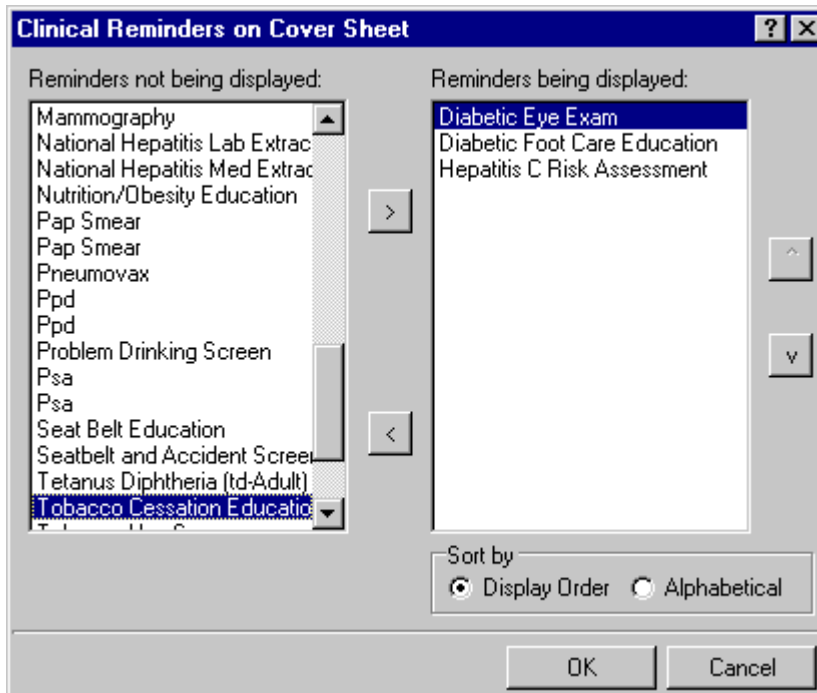 Clinical Reminders on Cover Sheet
Reminders not being displayed:
Mammography
National Hepatitis Lab Extrac
National Hepatitis Med Extrac
Nutrition/Obesity Education
Pap Smear
Pap Smear
Pneumovax
Ppd
Ppd
Problem Drinking Screen
Psa
Psa
Seat Belt Education
Seatbelt and Accident Screen
Tetanus Diphtheria (td-Adult)
Tobacco Cessation Educatio
>
<
Reminders being displayed:
Diabetic Eye Exam
Diabetic Foot Care Education
Hepatitis C Risk Assessment
^
v
Sort by
Display Order Alphabetical
OK Cancel